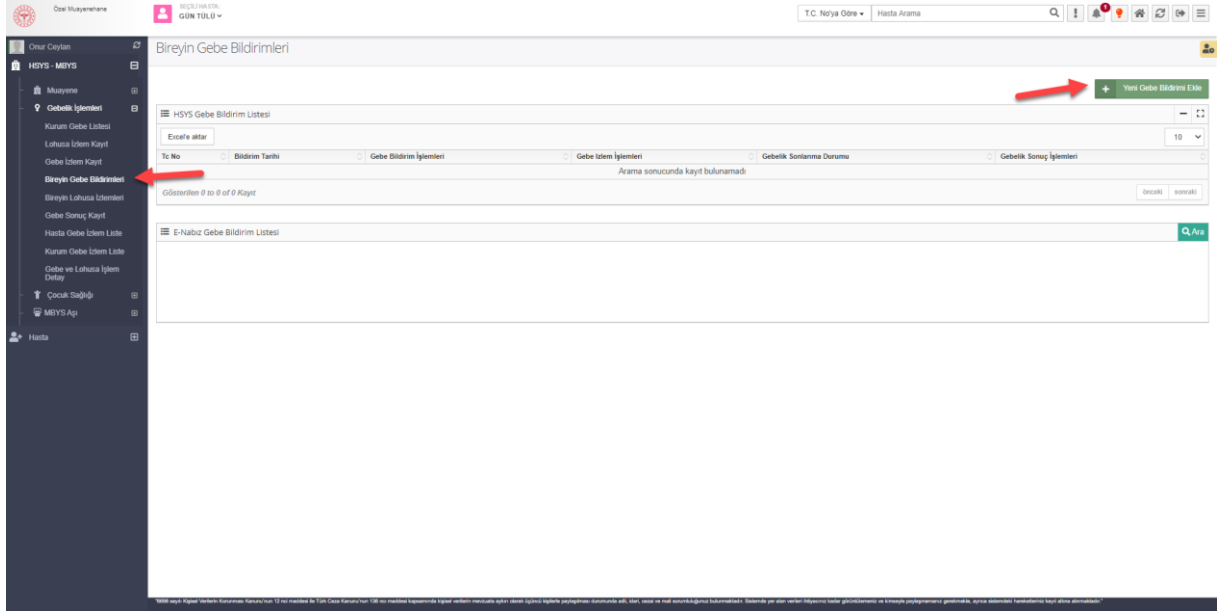 Özel Muayenehane
SEÇİLİ HASTA:
GÜN TÜLÜ
T.C. No'ya Göre
Hasta Arama
1
Onur Ceylan
HSYS - MBYS
Muayene
Gebelik İşlemleri
Kurum Gebe Listesi
Lohusa İzlem Kayıt
Gebe İzlem Kayıt
Bireyin Gebe Bildirimleri
Bireyin Lohusa İzlemleri
Gebe Sonuç Kayıt
Hasta Gebe İzlem Liste
Kurum Gebe İzlem Liste
Gebe ve Lohusa İşlem
Detay
Çocuk Sağlığı
MBYS Aşı
Hasta
Bireyin Gebe Bildirimleri
+ Yeni Gebe Bildirimi Ekle
HSYS Gebe Bildirim Listesi
Excel'e aktar
10
Tc No Bildirim Tarihi Gebe Bildirim İşlemleri Gebe Izlem İşlemleri Gebelik Sonlanma Durumu Gebelik Sonuç İşlemleri
Arama sonucunda kayıt bulunamadı
Gösterilen 0 to 0 of 0 Kayıt
önceki sonraki
E-Nabız Gebe Bildirim Listesi
Ara